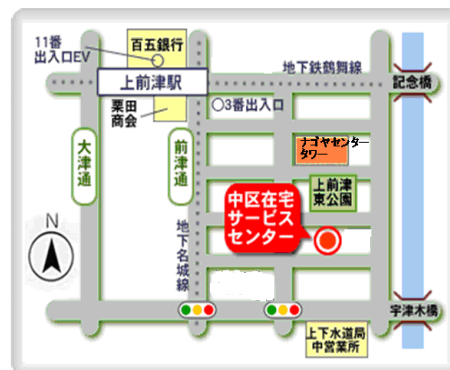 11番
出入口EV
百五銀行
地下鉄鶴舞線
上前津駅
記念橋
栗田
商会
○3番出入口
大津通
前津通
ナゴヤセンター
タワー
上前津
東公園
中区在宅
サービス
センター
N
地下名城線
宇津木橋
上下水道局
中営業所